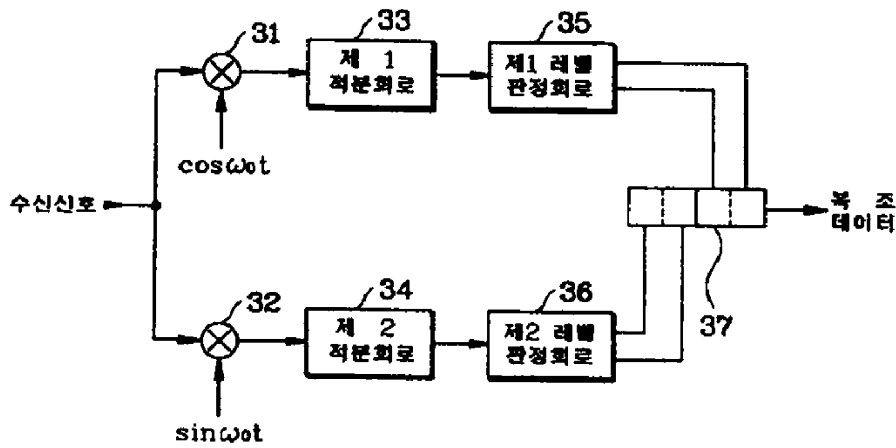 31
33
제 1
적분회로
35
제1 레벨
판정회로
cosω₀t
수신신호
복 조
데이터
37
32
34
제 2
적분회로
36
제2 레벨
판정회로
sinω₀t